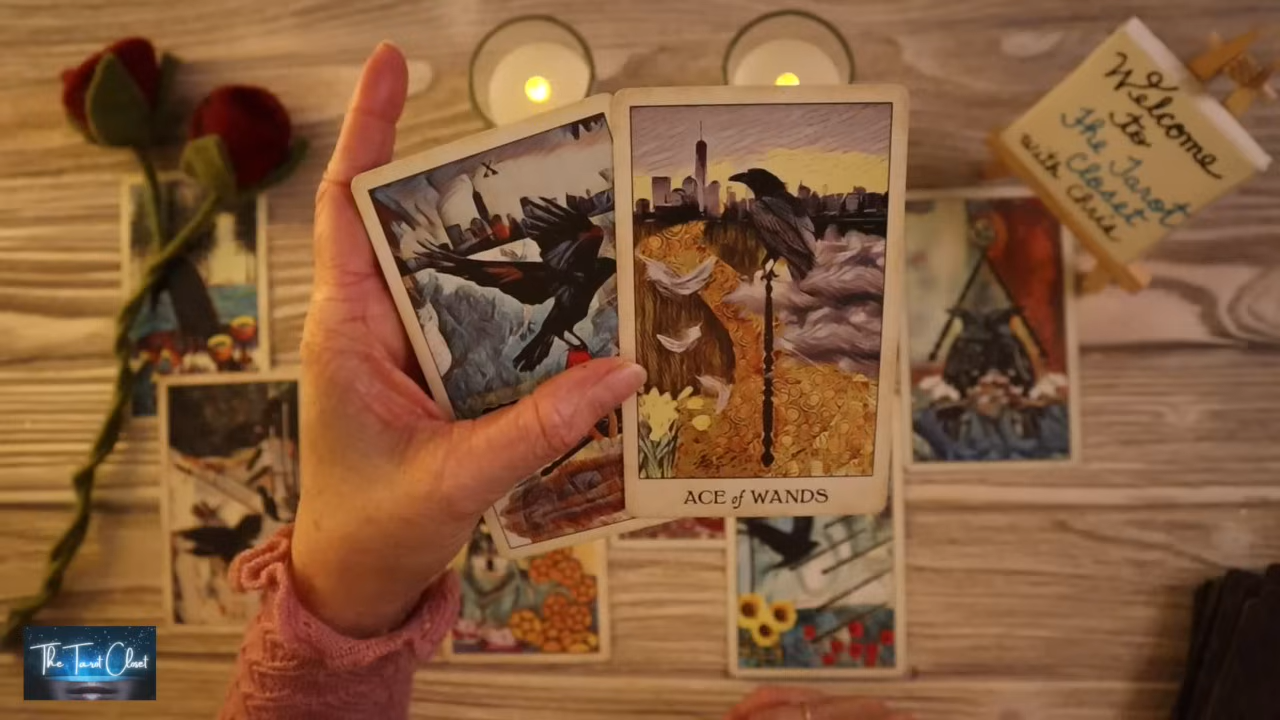 Welcome
to
The Tarot
Closet
with Chris
X
ACE of WANDS
The Tarot Closet